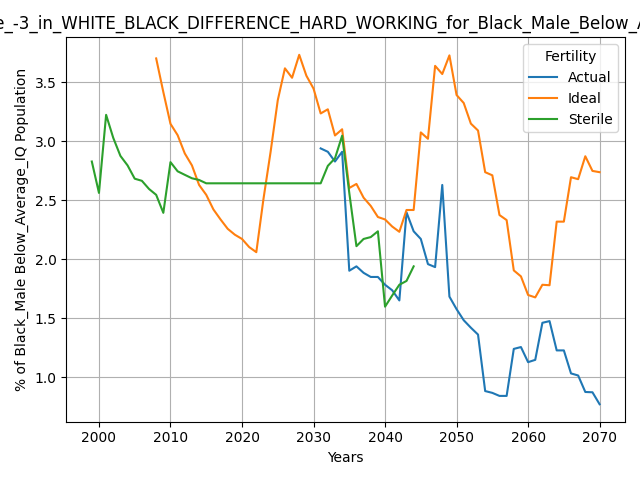 e_-3_in_WHITE_BLACK_DIFFERENCE_HARD_WORKING_for_Black_Male_Below_A
% of Black_Male Below_Average_IQ Population
3.5
3.0
2.5
2.0
1.5
1.0
Fertility
Actual
Ideal
Sterile
2000 2010 2020 2030 2040 2050 2060 2070
Years